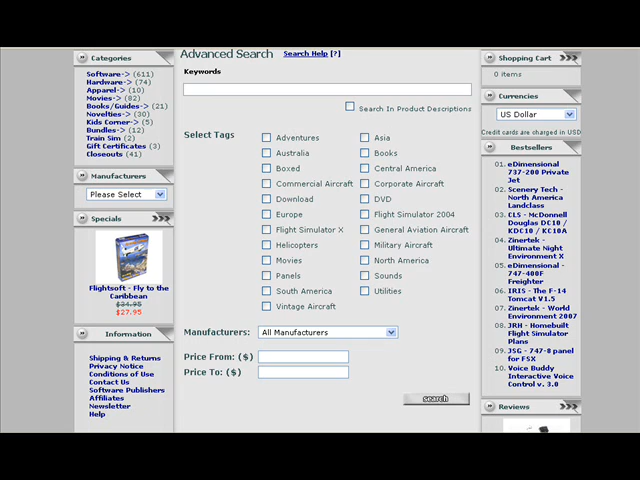 Categories
Software-> (611)
Hardware-> (74)
Apparel-> (10)
Movies-> (82)
Books/Guides-> (21)
Novelties-> (30)
Kids Corner-> (5)
Bundles-> (12)
Train Sim (2)
Gift Certificates (3)
Closeouts (41)
Manufacturers
Please Select
Specials
Flightsoft - Fly to the
Caribbean
$34.95
$27.95
Information
Shipping & Returns
Privacy Notice
Conditions of Use
Contact Us
Software Publishers
Affiliates
Newsletter
Help
Advanced Search Search Help [?]
Keywords
Search In Product Descriptions
Select Tags
Adventures Asia
Australia Books
Boxed Central America
Commercial Aircraft Corporate Aircraft
Download DVD
Europe Flight Simulator 2004
Flight Simulator X General Aviation Aircraft
Helicopters Military Aircraft
Movies North America
Panels Sounds
South America Utilities
Vintage Aircraft
Manufacturers: All Manufacturers
Price From: ($)
Price To: ($)
search
Shopping Cart
0 items
Currencies
US Dollar
Credit cards are charged in USD
Bestsellers
01. eDimensional
737-200 Private
Jet
02. Scenery Tech -
North America
Landclass
03. CLS - McDonnell
Douglas DC10 /
KDC10 / KC10A
04. Zinertek -
Ultimate Night
Environment X
05. eDimensional -
747-400F
Freighter
06. IRIS - The F-14
Tomcat V1.5
07. Zinertek - World
Environment 2007
08. JRH - Homebuilt
Flight Simulator
Plans
09. JSG - 747-8 panel
for FSX
10. Voice Buddy
Interactive Voice
Control v. 3.0
Reviews